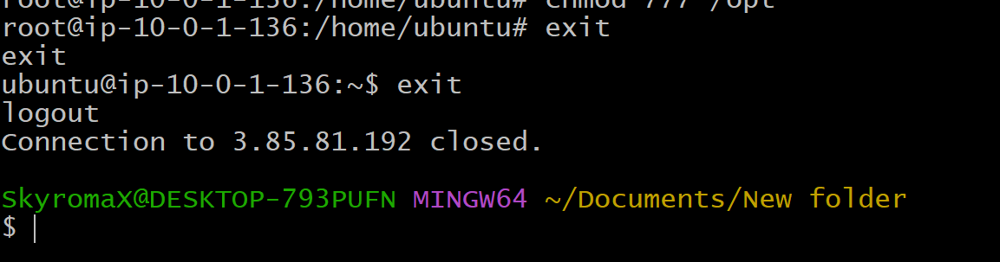 root@ip-10-0-1-136:/home/ubuntu# chmod 777 /opt
root@ip-10-0-1-136:/home/ubuntu# exit
exit
ubuntu@ip-10-0-1-136:~$ exit
logout
Connection to 3.85.81.192 closed.
SkyromaX@DESKTOP-793PUFN MINGW64 ~/Documents/New folder
$